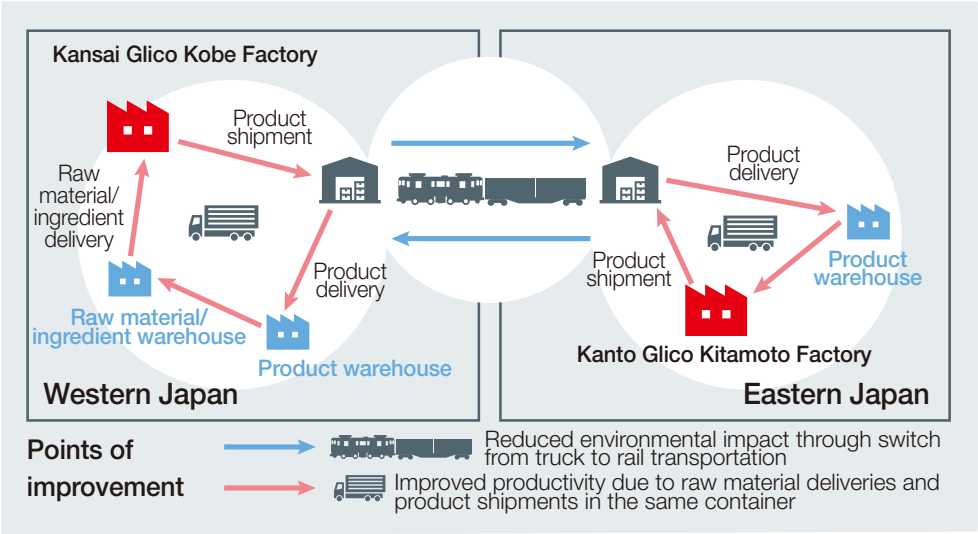 Kansai Glico Kobe Factory
Product
shipment
Raw
material/
ingredient
delivery
Product
delivery
Raw material/
ingredient warehouse
Product warehouse
Western Japan
Product
delivery
Product
shipment
Product
warehouse
Kanto Glico Kitamoto Factory
Eastern Japan
Points of
improvement
Reduced environmental impact through switch
from truck to rail transportation
Improved productivity due to raw material deliveries and
product shipments in the same container